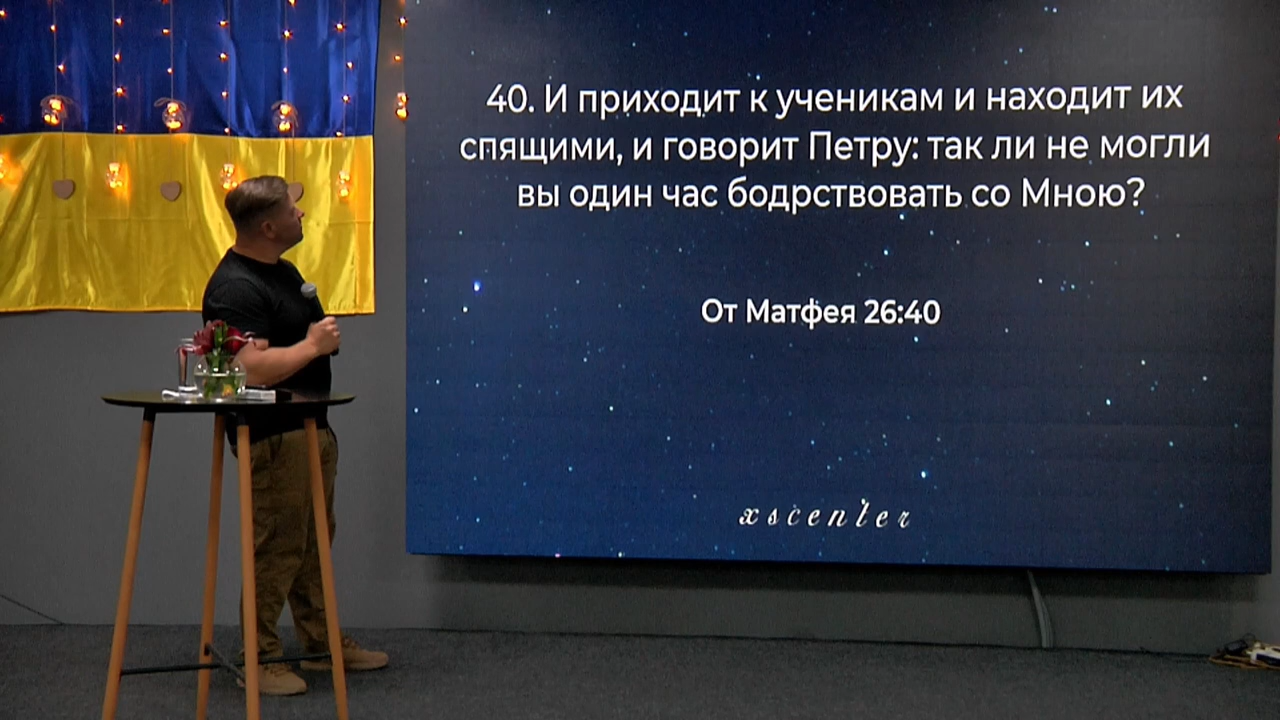 40. И приходит к ученикам и находит их
спящими, и говорит Петру: так ли не могли
вы один час бодрствовать со Мною?
От Матфея 26:40
xscenter